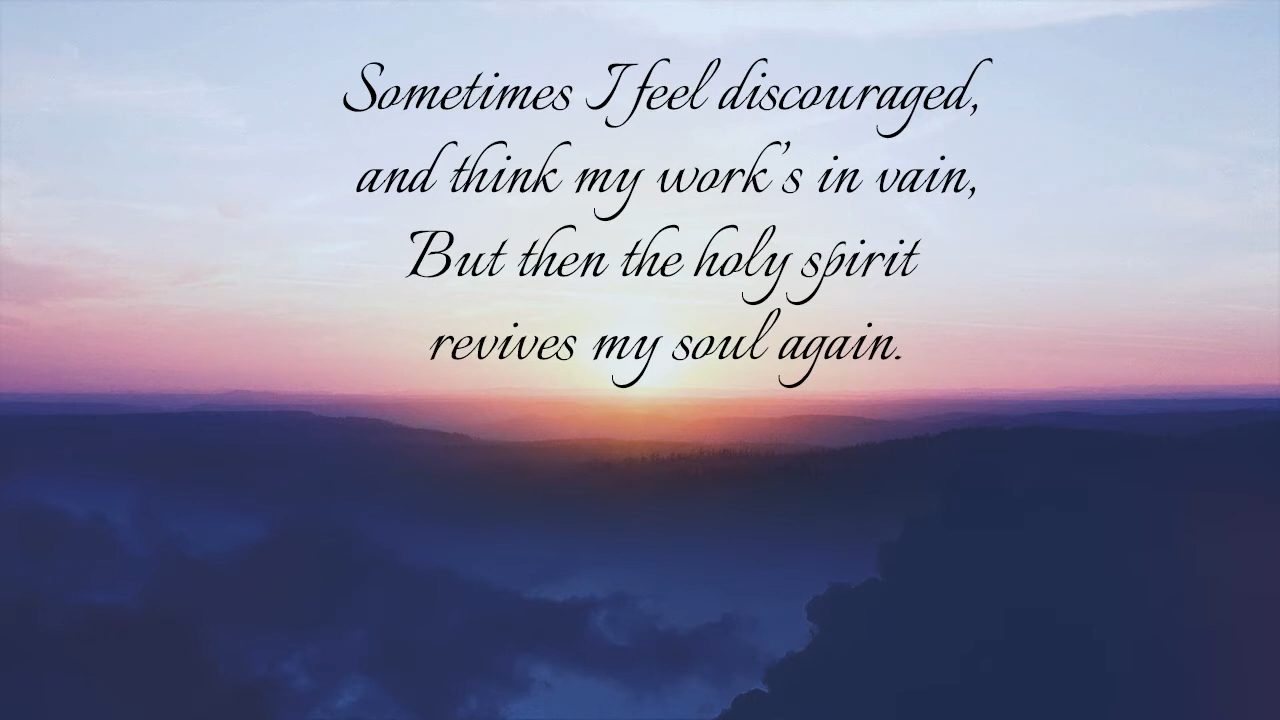 Sometimes I feel discouraged,
and think my work's in vain,
But then the holy spirit
revives my soul again.